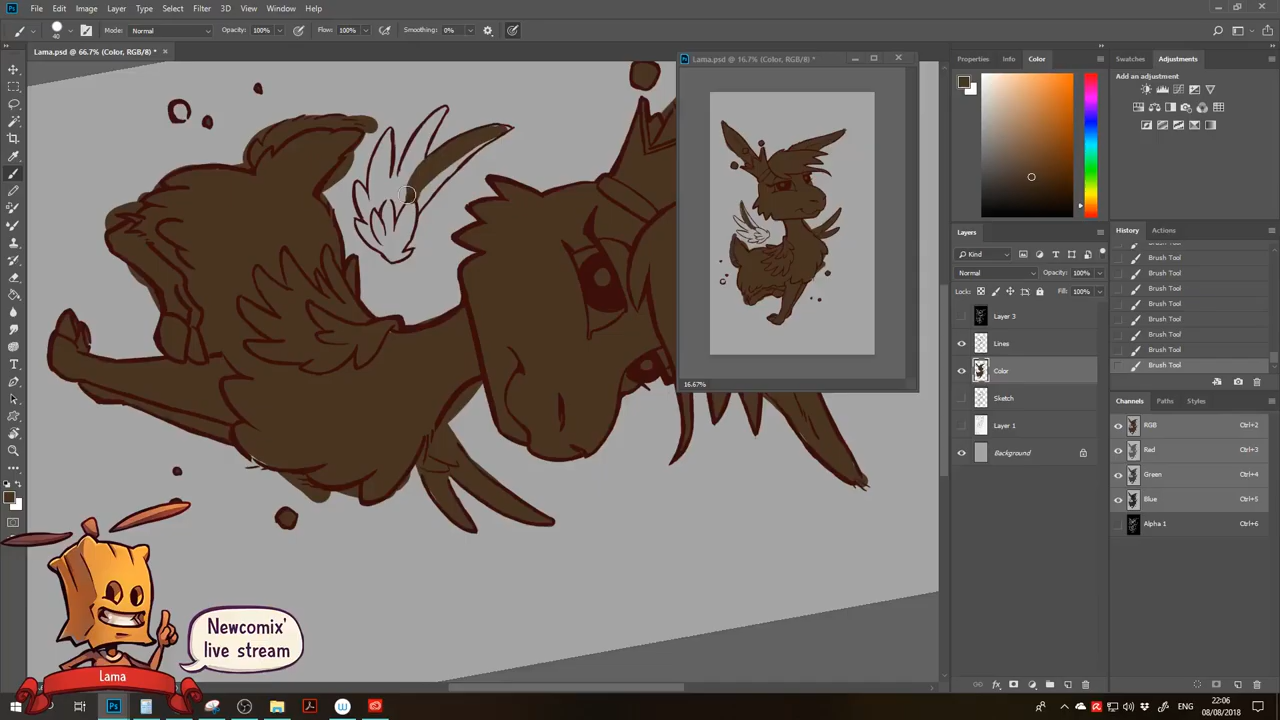 File Edit Image Layer Type Select Filter 3D View Window Help
Mode: Normal Opacity: 100% Flow: 100% Smoothing: 0%
40
Lama.psd @ 66.7% (Color, RGB/8) *
Lama.psd @ 16.7% (Color, RGB/8) *
16.67%
Properties Info Color
Swatches Adjustments
Add an adjustment
Layers
Kind
Normal Opacity: 100%
Lock: Fill: 100%
Layer 3
Lines
Color
Sketch
Layer 1
Background
History Actions
Brush Tool
Brush Tool
Brush Tool
Brush Tool
Brush Tool
Brush Tool
Brush Tool
Brush Tool
Channels Paths Styles
RGB Ctrl+2
Red Ctrl+3
Green Ctrl+4
Blue Ctrl+5
Alpha 1 Ctrl+6
Newcomix'
live stream
Lama
22:06
08/08/2018